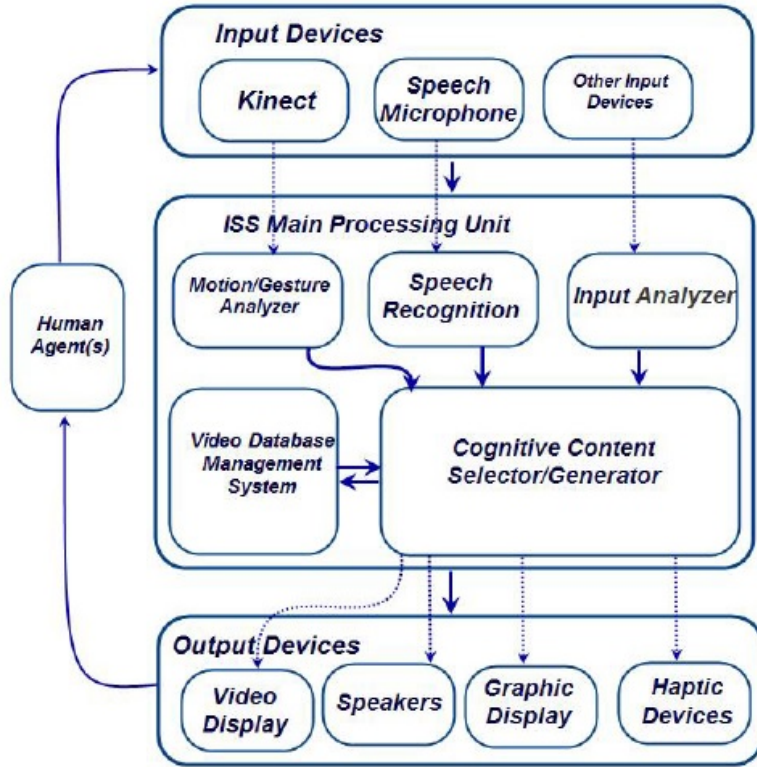 Input Devices
Kinect
Speech
Microphone
Other Input
Devices
ISS Main Processing Unit
Motion/Gesture
Analyzer
Speech
Recognition
Input Analyzer
Human
Agent(s)
Video Database
Management
System
Cognitive Content
Selector/Generator
Output Devices
Video
Display
Speakers
Graphic
Display
Haptic
Devices